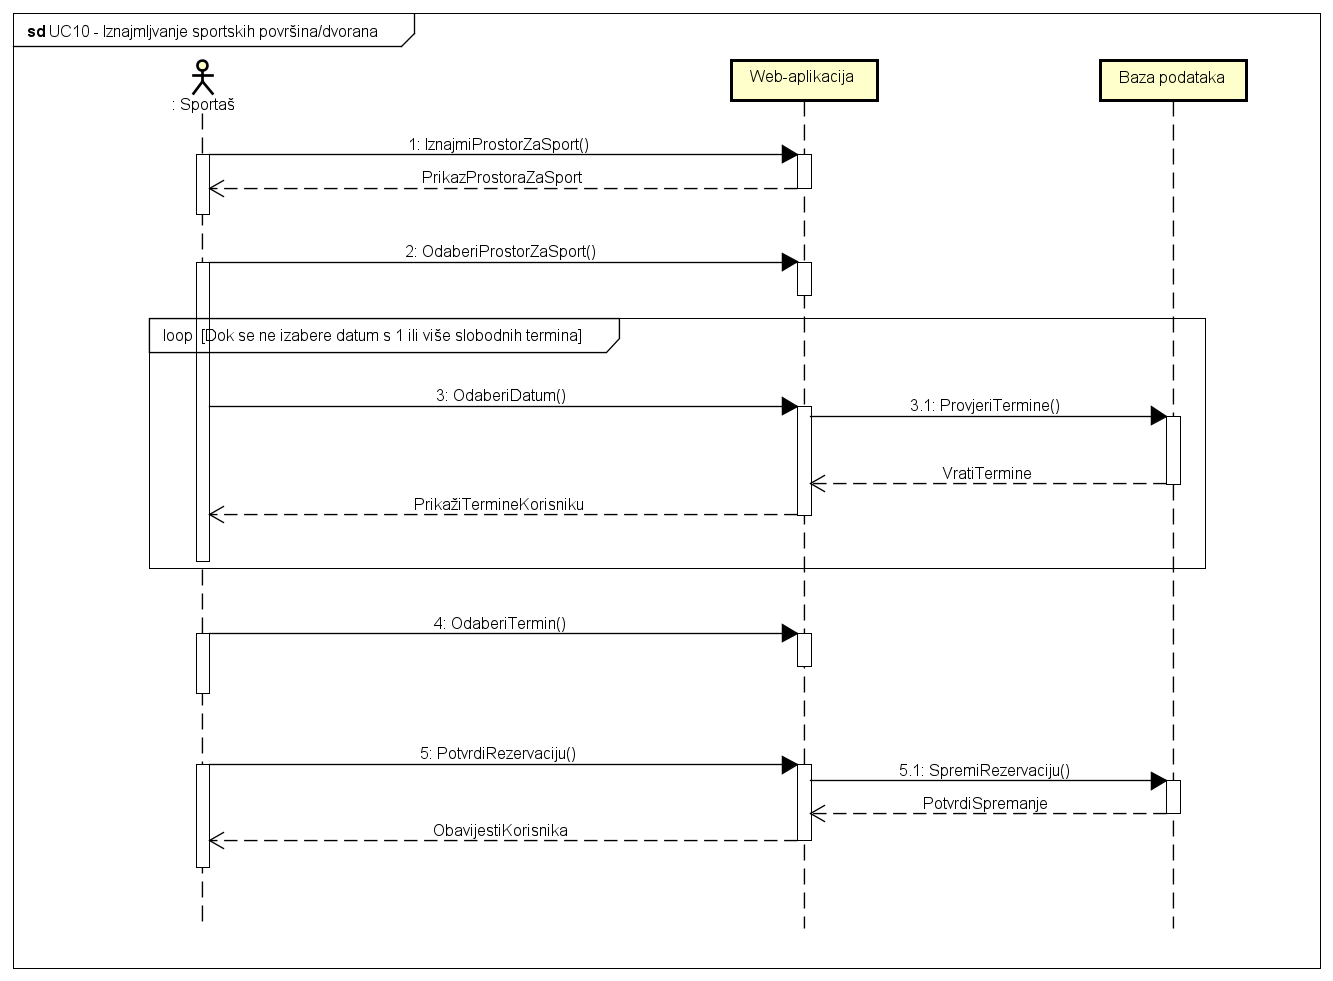 sd UC10 - Iznajmljvanje sportskih površina/dvorana
: Sportaš
Web-aplikacija
Baza podataka
1: IznajmiProstorZaSport()
PrikazProstoraZaSport
2: OdaberiProstorZaSport()
loop [Dok se ne izabere datum s 1 ili više slobodnih termina]
3: OdaberiDatum()
3.1: ProvjeriTermine()
VratiTermine
PrikažiTermineKorisniku
4: OdaberiTermin()
5: PotvrdiRezervaciju()
5.1: SpremiRezervaciju()
PotvrdiSpremanje
ObavijestiKorisnika